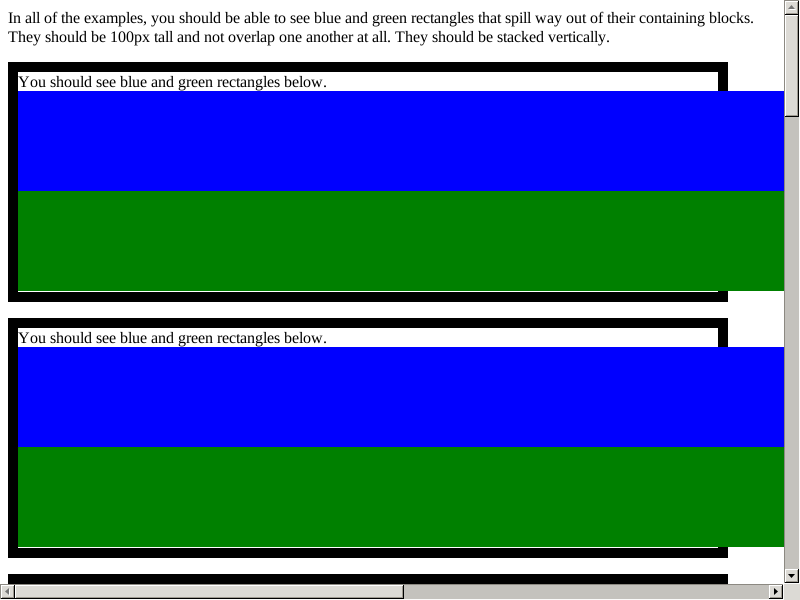 In all of the examples, you should be able to see blue and green rectangles that spill way out of their containing blocks.
They should be 100px tall and not overlap one another at all. They should be stacked vertically.
You should see blue and green rectangles below.
You should see blue and green rectangles below.